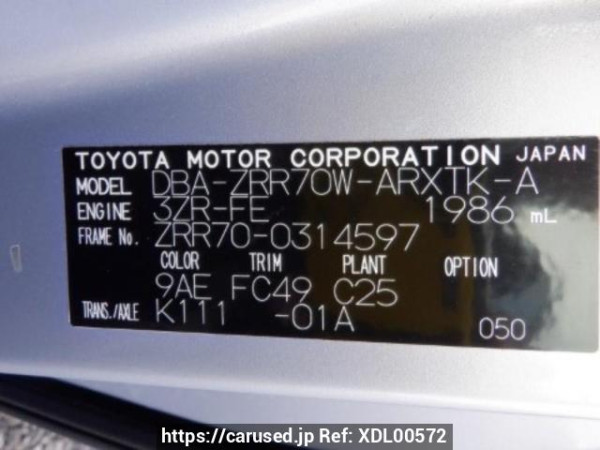 TOYOTA MOTOR CORPORATION JAPAN
MODEL DBA-ZRR70W-ARXTK-A
ENGINE 3ZR-FE 1986 mL
FRAME No. ZRR70-0314597
COLOR TRIM PLANT OPTION
9AE FC49 C25
TRANS./AXLE K111 -01A 050
https://carused.jp Ref: XDL00572